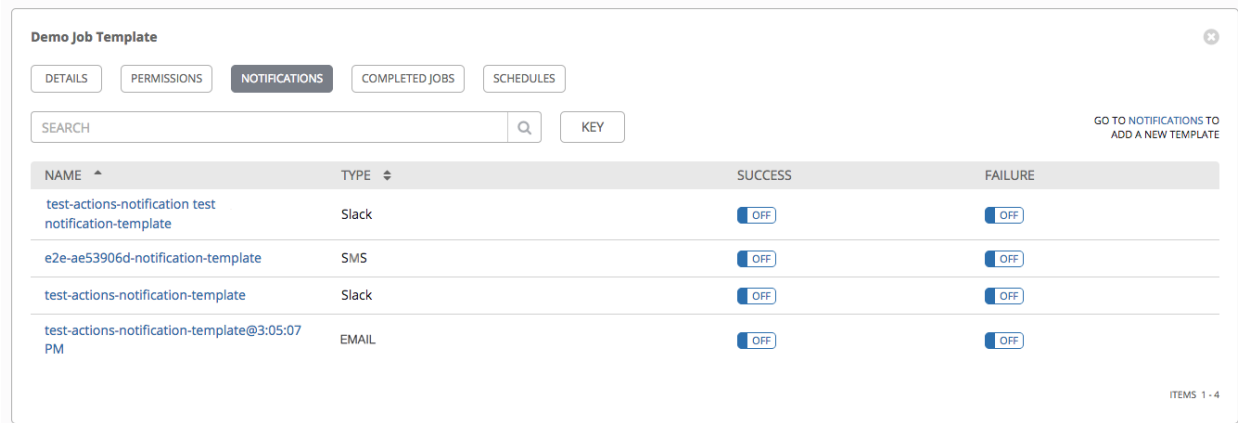 Demo Job Template
DETAILS PERMISSIONS NOTIFICATIONS COMPLETED JOBS SCHEDULES
SEARCH KEY
GO TO NOTIFICATIONS TO
ADD A NEW TEMPLATE
NAME TYPE SUCCESS FAILURE
test-actions-notification test
notification-template
Slack OFF OFF
e2e-ae53906d-notification-template SMS OFF OFF
test-actions-notification-template Slack OFF OFF
test-actions-notification-template@3:05:07
PM
EMAIL OFF OFF
ITEMS 1 - 4